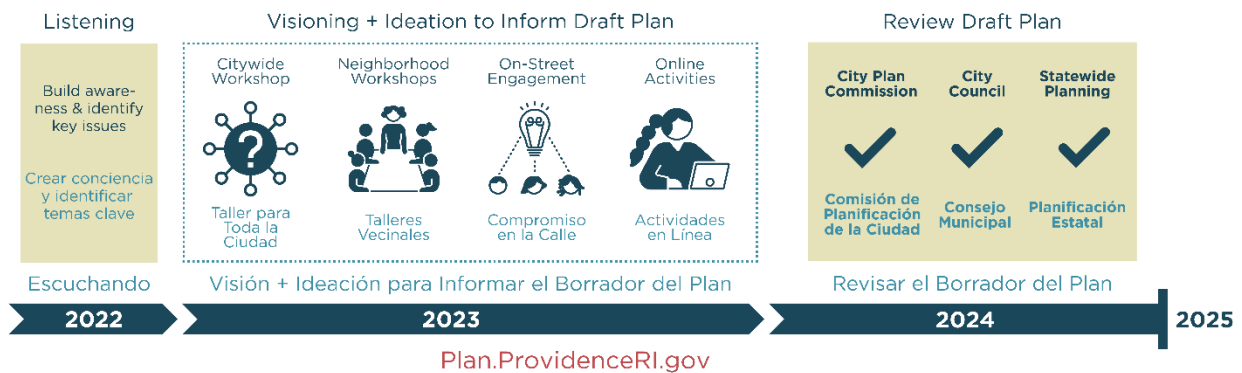 Listening
Build aware-
ness & identify
key issues
Crear conciencia
y identificar
temas clave
Escuchando
2022
Visioning + Ideation to Inform Draft Plan
Citywide
Workshop
?
Taller para
Toda la
Ciudad
Neighborhood
Workshops
Talleres
Vecinales
On-Street
Engagement
Compromiso
en la Calle
Online
Activities
Actividades
en Línea
Visión + Ideación para Informar el Borrador del Plan
2023
Review Draft Plan
City Plan
Commission
Comisión de
Planificación
de la Ciudad
City
Council
Consejo
Municipal
Statewide
Planning
Planificación
Estatal
Revisar el Borrador del Plan
2024
2025
Plan.ProvidenceRI.gov